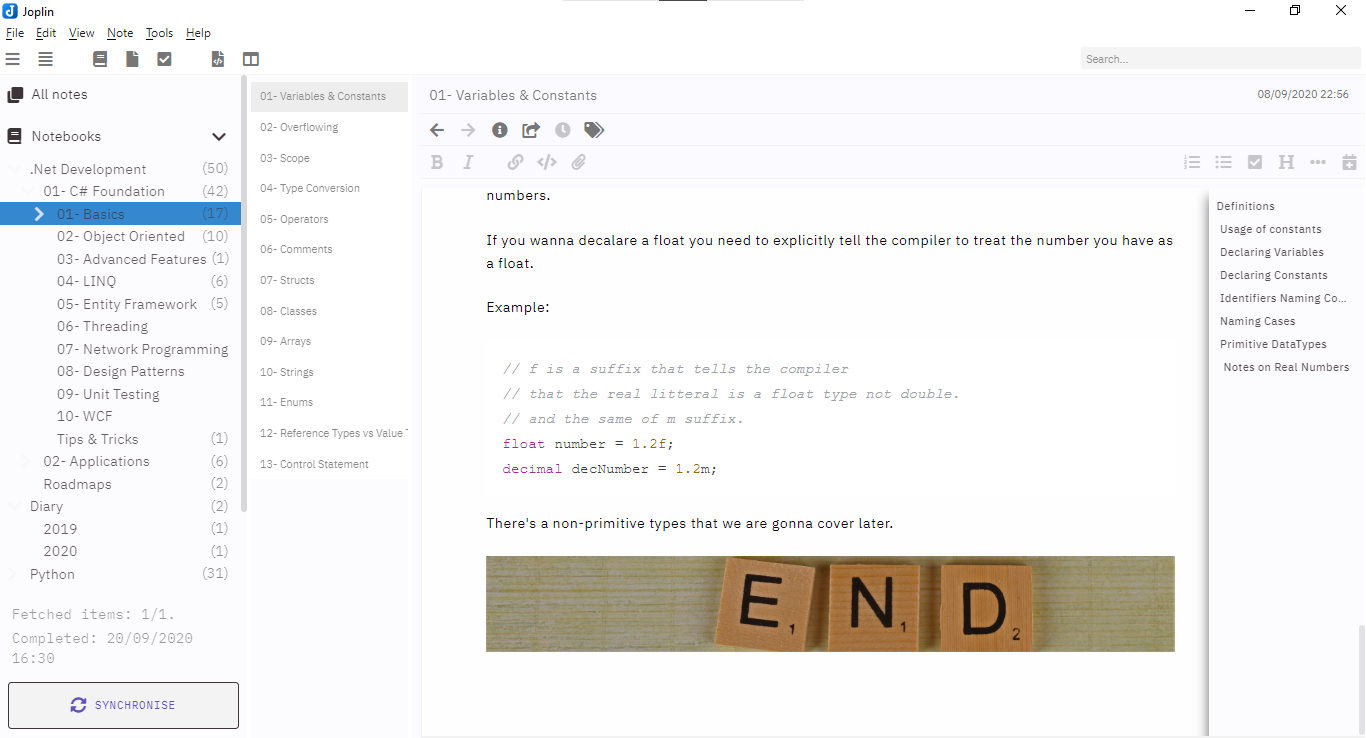 Joplin
File Edit View Note Tools Help
Search...
All notes
Notebooks
.Net Development (50)
01- C# Foundation (42)
01- Basics (17)
02- Object Oriented (10)
03- Advanced Features (1)
04- LINQ (6)
05- Entity Framework (5)
06- Threading
07- Network Programming
08- Design Patterns
09- Unit Testing
10- WCF
Tips & Tricks (1)
02- Applications (6)
Roadmaps (2)
Diary (2)
2019 (1)
2020 (1)
Python (31)
Fetched items: 1/1.
Completed: 20/09/2020
16:30
SYNCHRONISE
01- Variables & Constants
02- Overflowing
03- Scope
04- Type Conversion
05- Operators
06- Comments
07- Structs
08- Classes
09- Arrays
10- Strings
11- Enums
12- Reference Types vs Value
13- Control Statement
01- Variables & Constants
08/09/2020 22:56
numbers.
If you wanna decalare a float you need to explicitly tell the compiler to treat the number you have as
a float.
Example:
// f is a suffix that tells the compiler
// that the real litteral is a float type not double.
// and the same of m suffix.
float number = 1.2f;
decimal decNumber = 1.2m;
There's a non-primitive types that we are gonna cover later.
E1 N1 D2
Definitions
Usage of constants
Declaring Variables
Declaring Constants
Identifiers Naming Co...
Naming Cases
Primitive DataTypes
Notes on Real Numbers